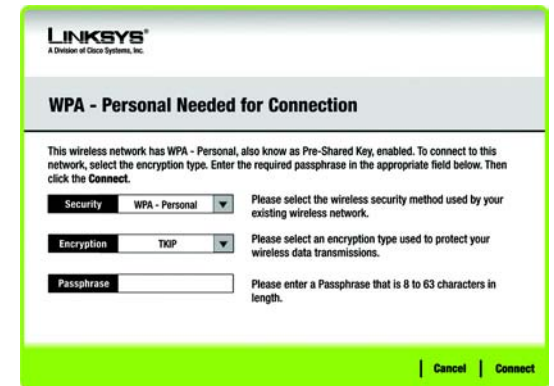 LINKSYS®
A Division of Cisco Systems, Inc.
WPA - Personal Needed for Connection
This wireless network has WPA - Personal, also know as Pre-Shared Key, enabled. To connect to this
network, select the encryption type. Enter the required passphrase in the appropriate field below. Then
click the Connect.
Security WPA - Personal
Please select the wireless security method used by your
existing wireless network.
Encryption TKIP
Please select an encryption type used to protect your
wireless data transmissions.
Passphrase
Please enter a Passphrase that is 8 to 63 characters in
length.
Cancel Connect